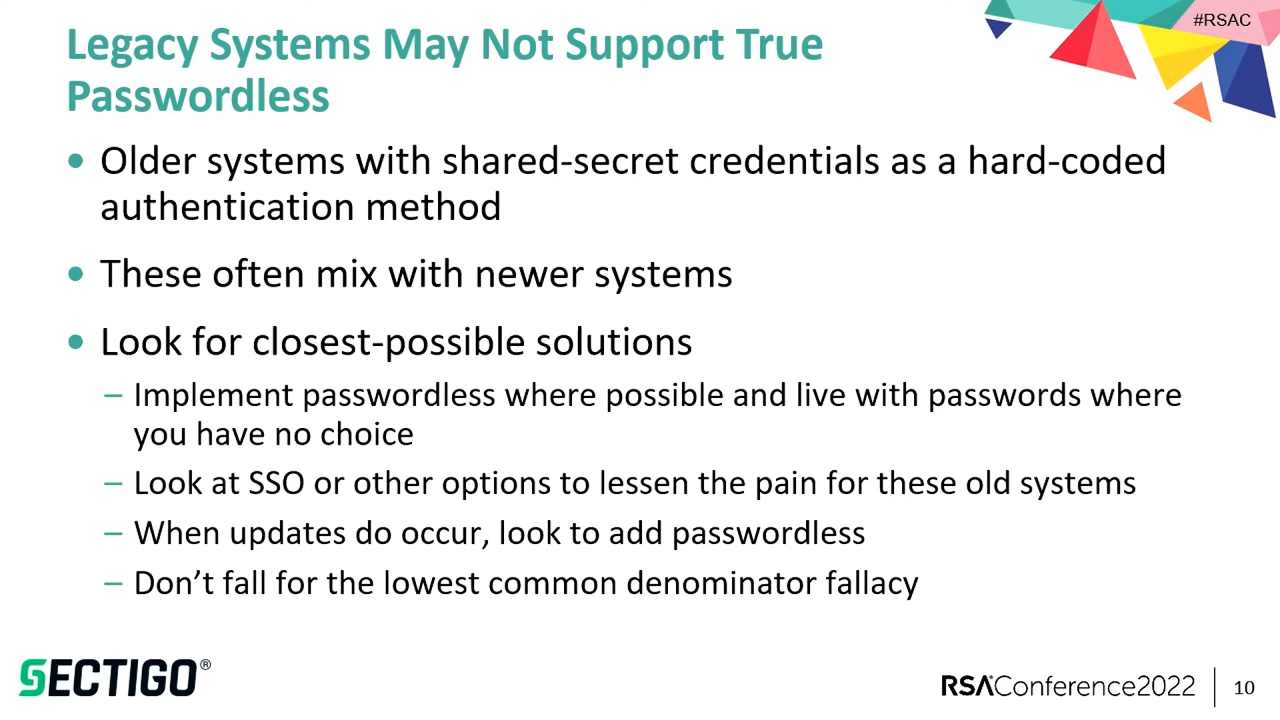 #RSAC
Legacy Systems May Not Support True
Passwordless
• Older systems with shared-secret credentials as a hard-coded
authentication method
• These often mix with newer systems
• Look for closest-possible solutions
– Implement passwordless where possible and live with passwords where
you have no choice
– Look at SSO or other options to lessen the pain for these old systems
– When updates do occur, look to add passwordless
– Don’t fall for the lowest common denominator fallacy
SECTIGO®
RSAConference2022
10